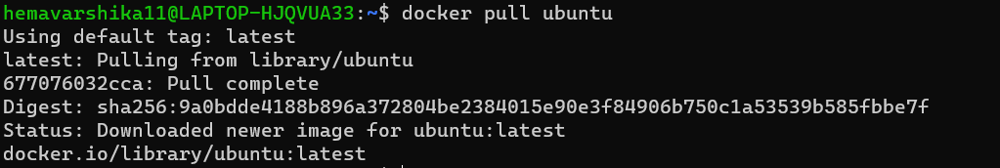 hemavarshika11@LAPTOP-HJQVUA33:~$ docker pull ubuntu
Using default tag: latest
latest: Pulling from library/ubuntu
677076032cca: Pull complete
Digest: sha256:9a0bdde4188b896a372804be2384015e90e3f84906b750c1a53539b585fbbe7f
Status: Downloaded newer image for ubuntu:latest
docker.io/library/ubuntu:latest